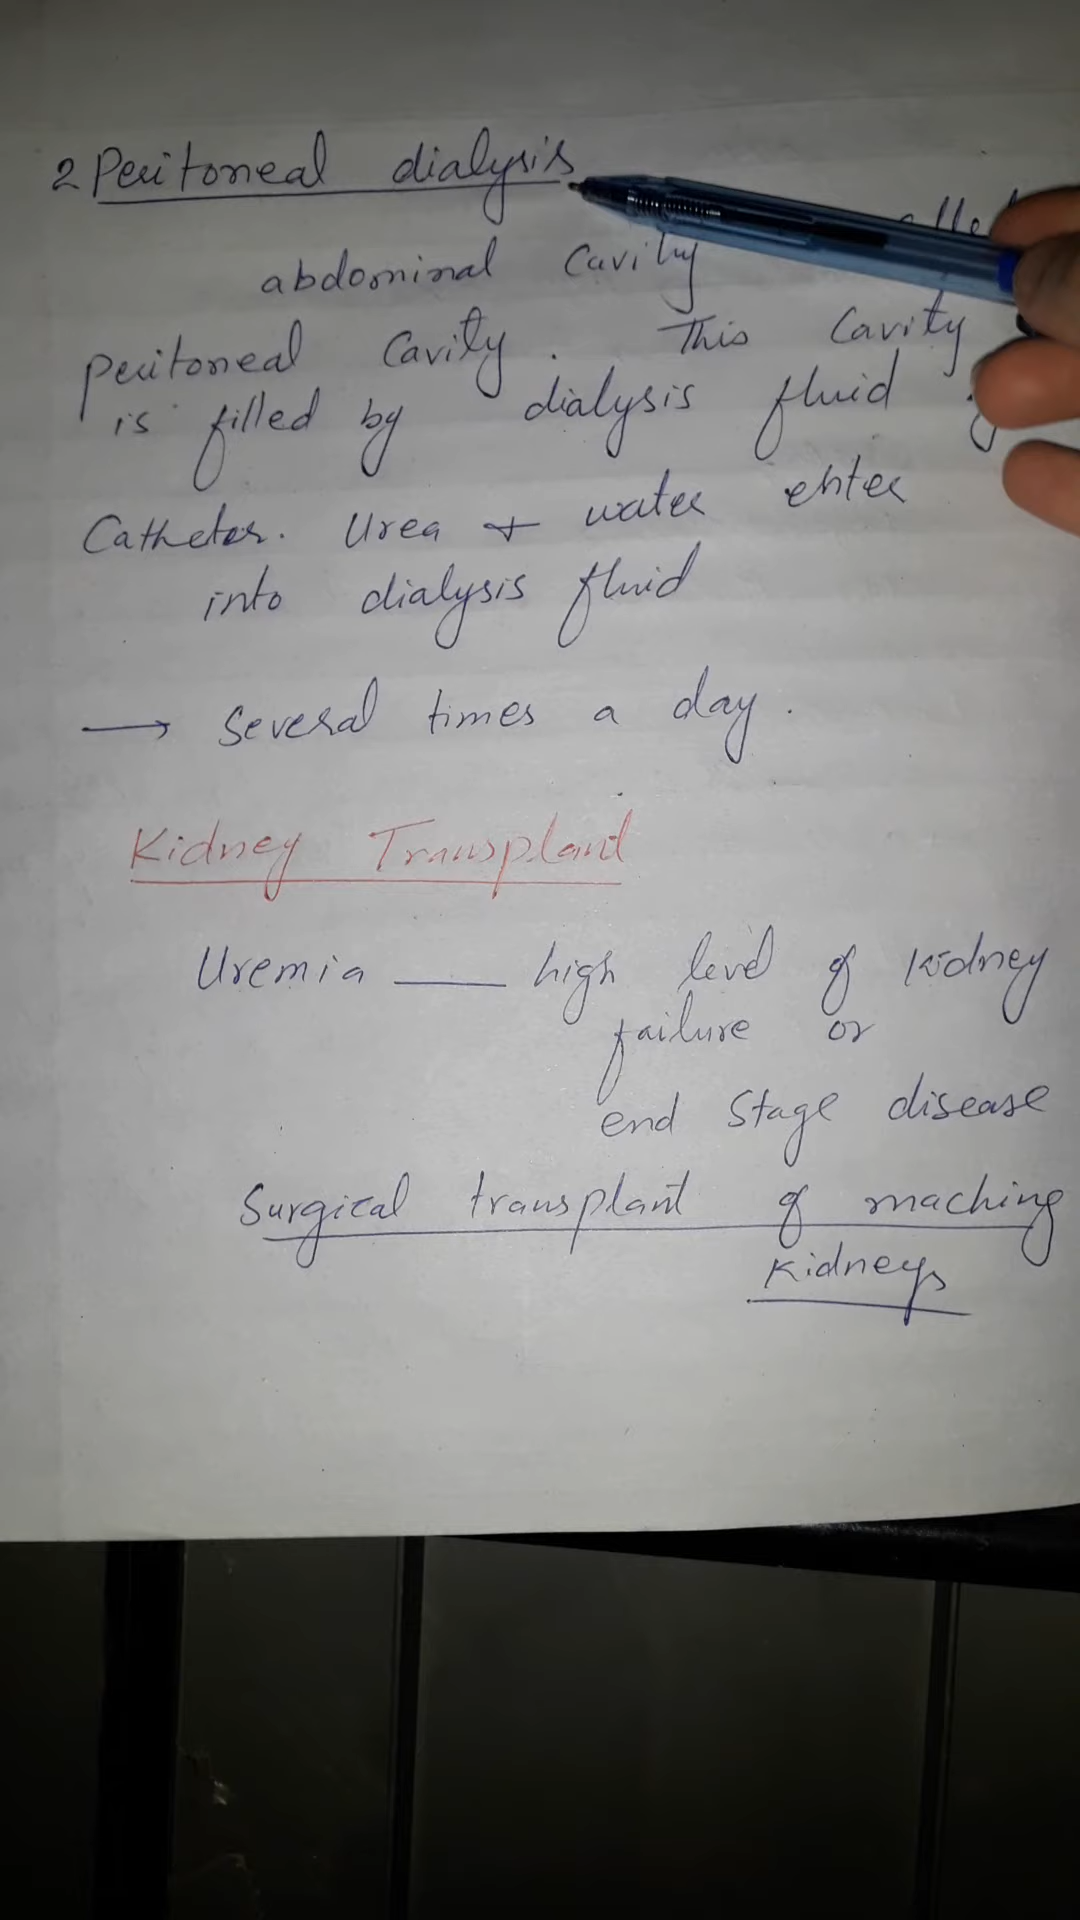 2 Peritoneal dialysis
abdominal cavity
peritoneal cavity. This cavity
is filled by dialysis fluid
Catheter. Urea + water enter
into dialysis fluid
→ several times a day.
Kidney Transplant
Uremia — high level of kidney
failure or
end stage disease
Surgical transplant of maching
kidneys